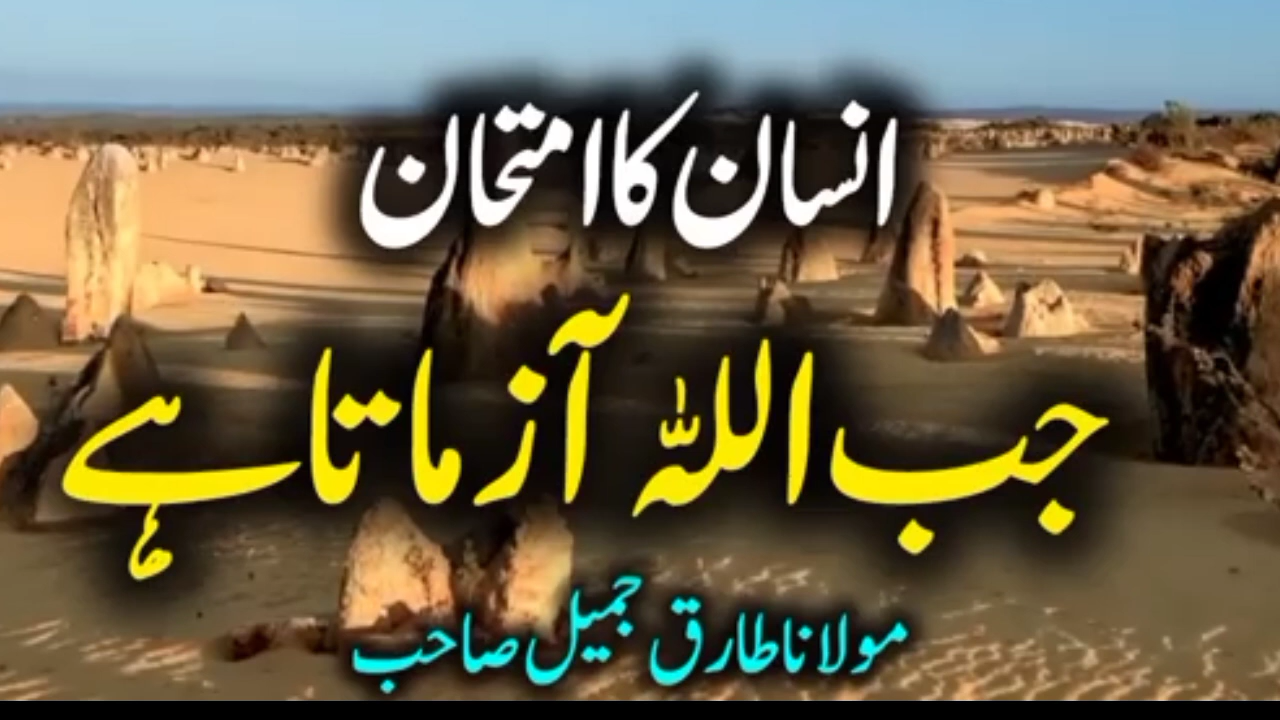 انسان کا امتحان
جب اللہ آزماتا ہے
مولانا طارق جمیل صاحب